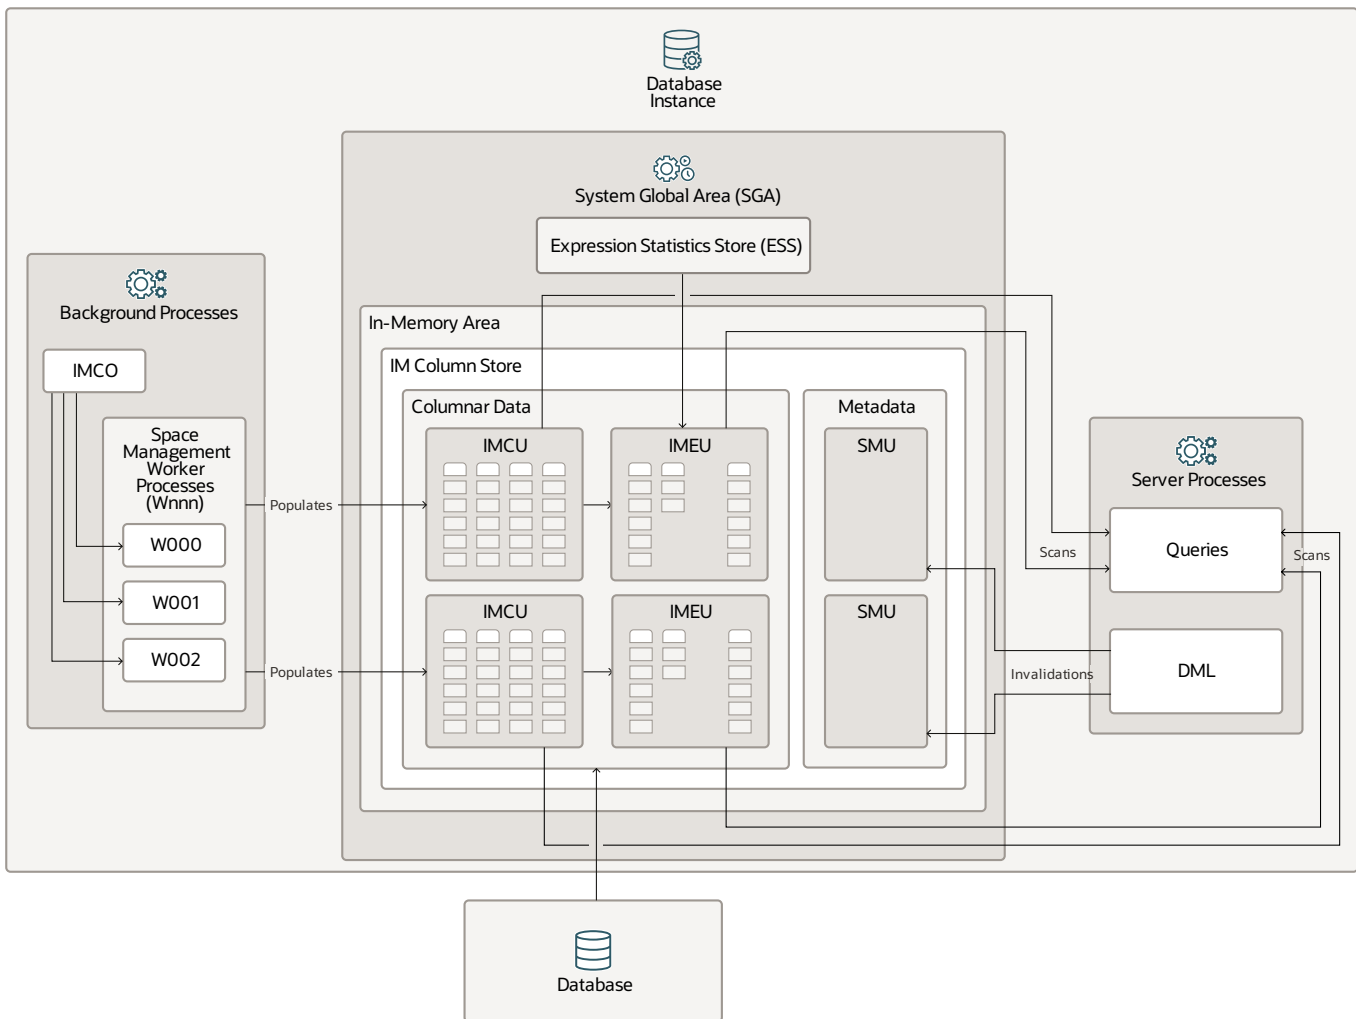 Database
Instance
System Global Area (SGA)
Expression Statistics Store (ESS)
Background Processes
IMCO
Space
Management
Worker
Processes
(Wnnn)
W000
W001
W002
Populates
Populates
In-Memory Area
IM Column Store
Columnar Data
IMCU
IMEU
IMCU
IMEU
Metadata
SMU
SMU
Server Processes
Queries
Scans
Scans
DML
Invalidations
Database